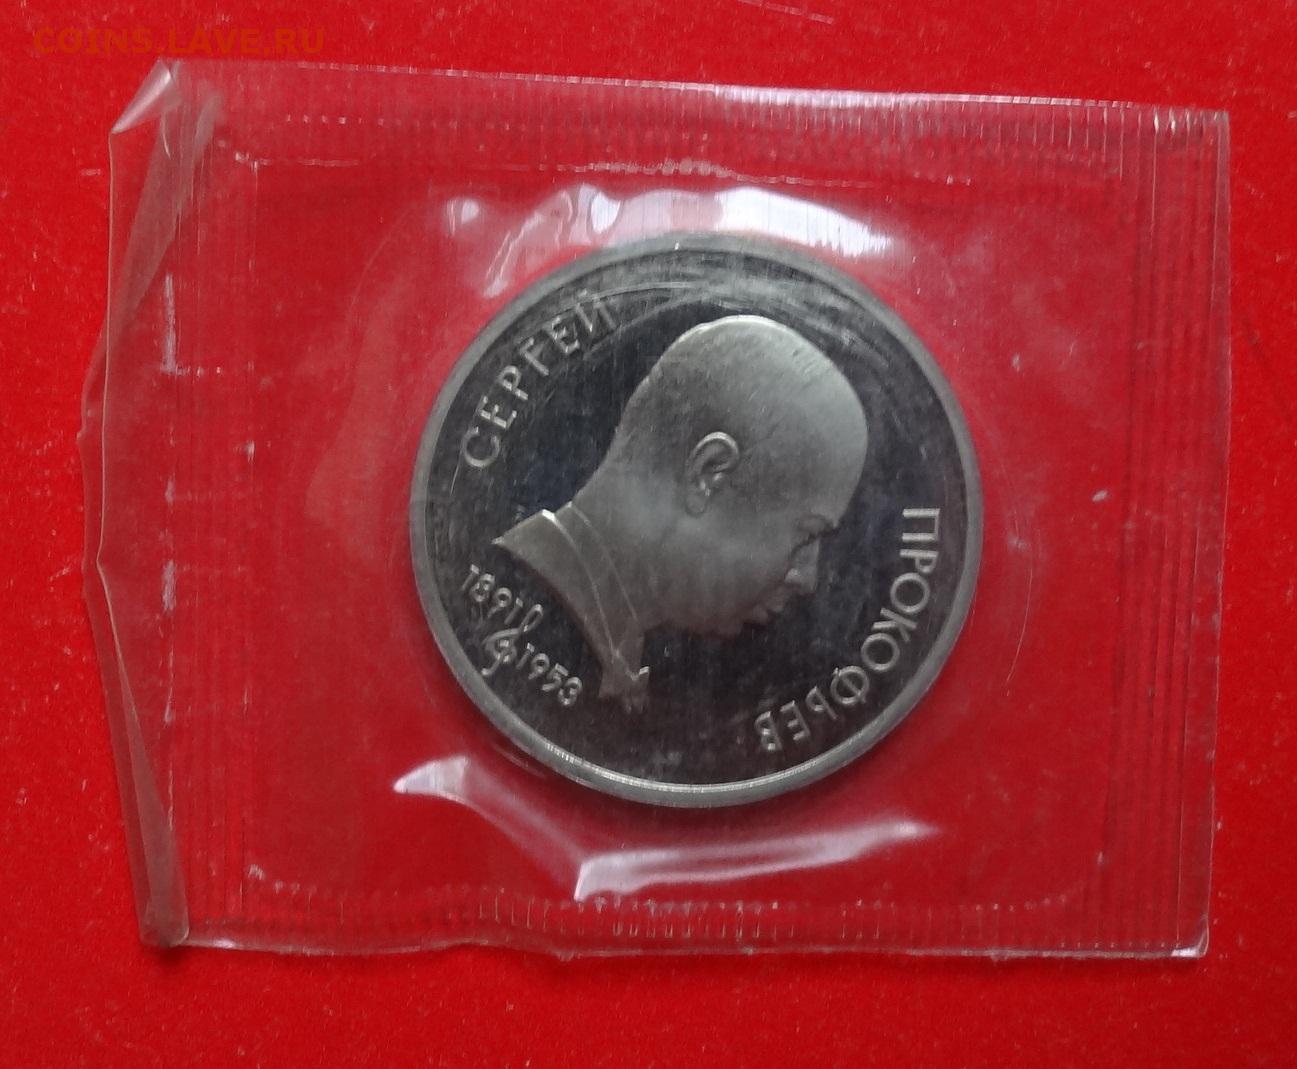 COINS.LAVE.RU
СЕРГЕЙ
ПРОКОФЬЕВ
1891
1953